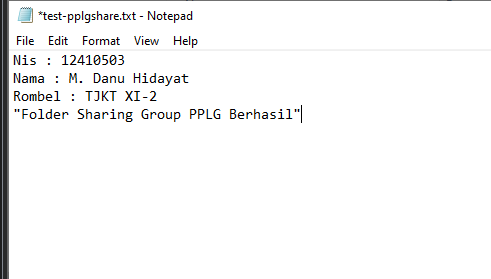 *test-pplgshare.txt - Notepad
File Edit Format View Help
Nis : 12410503
Nama : M. Danu Hidayat
Rombel : TJKT XI-2
"Folder Sharing Group PPLG Berhasil"